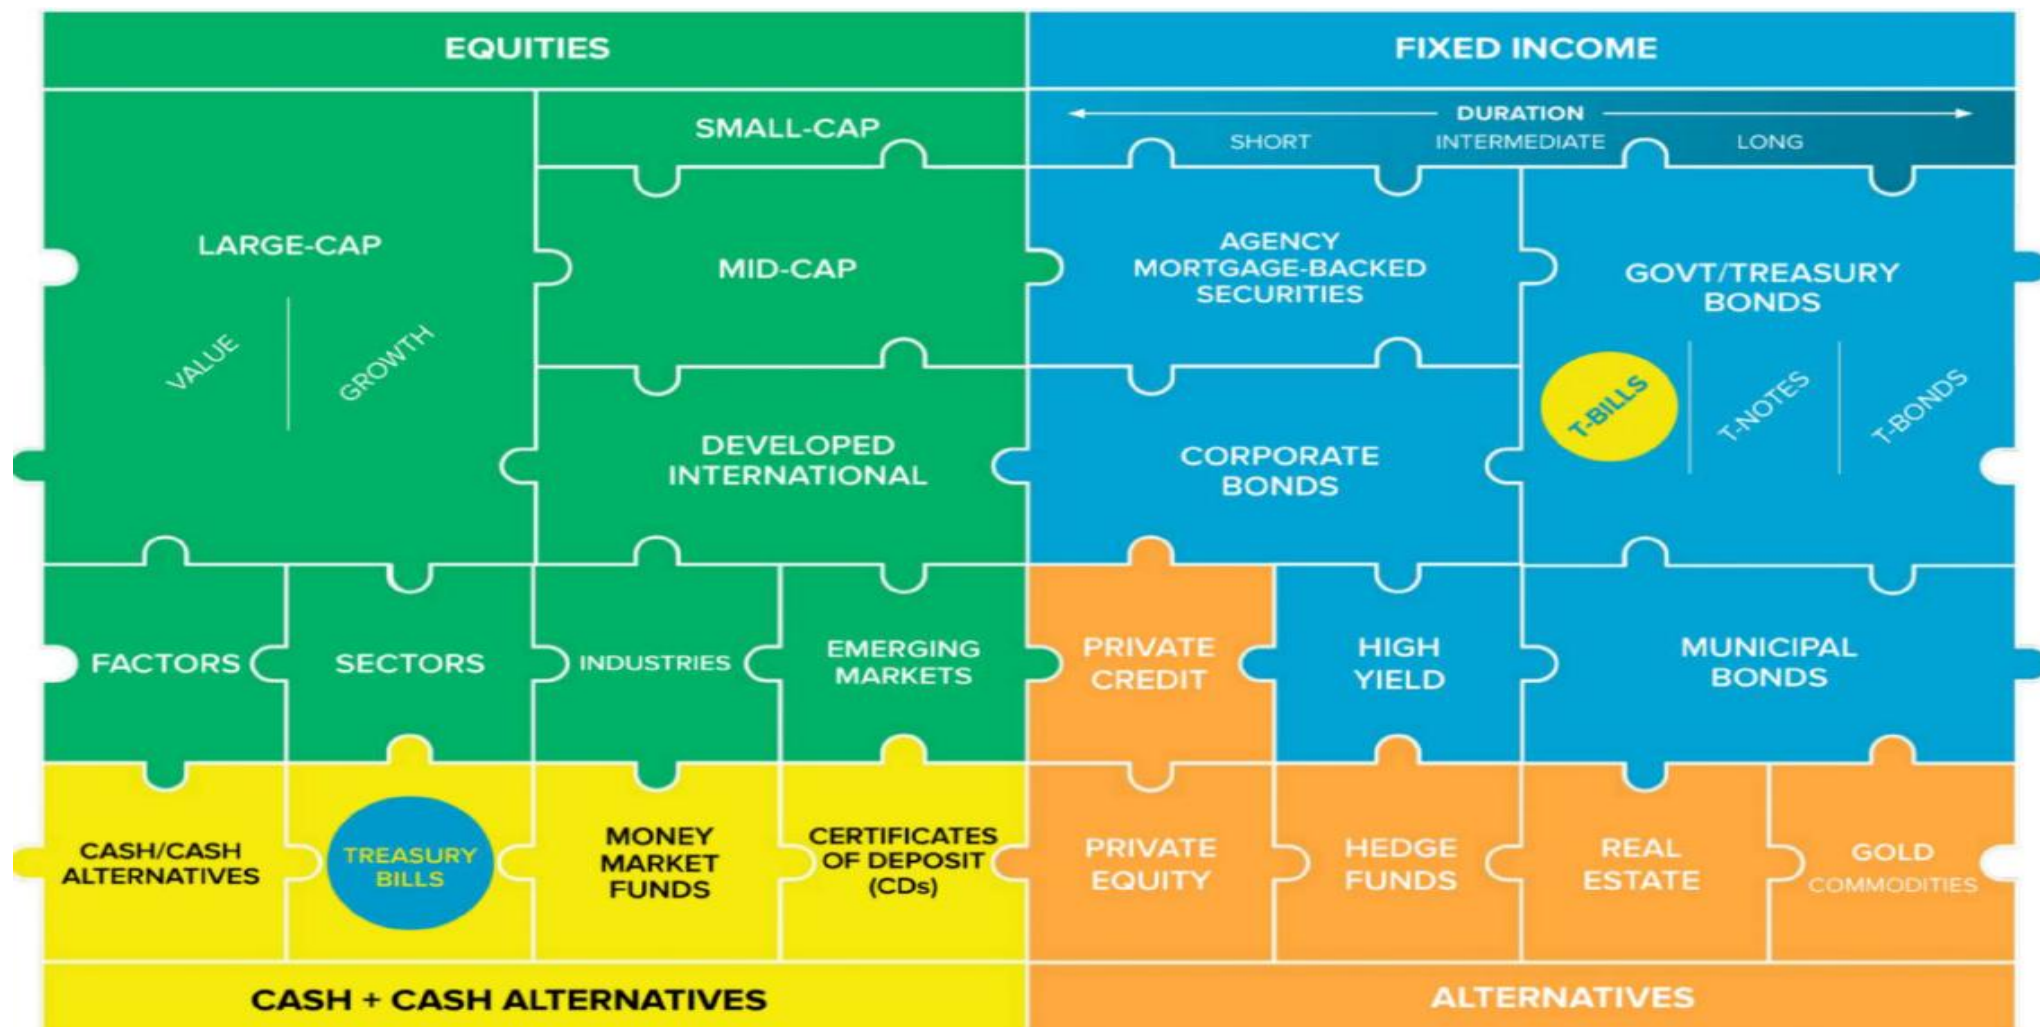 EQUITIES
FIXED INCOME
SMALL-CAP
DURATION
SHORT
INTERMEDIATE
LONG
LARGE-CAP
VALUE
GROWTH
MID-CAP
AGENCY
MORTGAGE-BACKED
SECURITIES
GOVT/TREASURY
BONDS
T-BILLS
T-NOTES
T-BONDS
DEVELOPED
INTERNATIONAL
CORPORATE
BONDS
FACTORS
SECTORS
INDUSTRIES
EMERGING
MARKETS
PRIVATE
CREDIT
HIGH
YIELD
MUNICIPAL
BONDS
CASH/CASH
ALTERNATIVES
TREASURY
BILLS
MONEY
MARKET
FUNDS
CERTIFICATES
OF DEPOSIT
(CDs)
PRIVATE
EQUITY
HEDGE
FUNDS
REAL
ESTATE
GOLD
COMMODITIES
CASH + CASH ALTERNATIVES
ALTERNATIVES